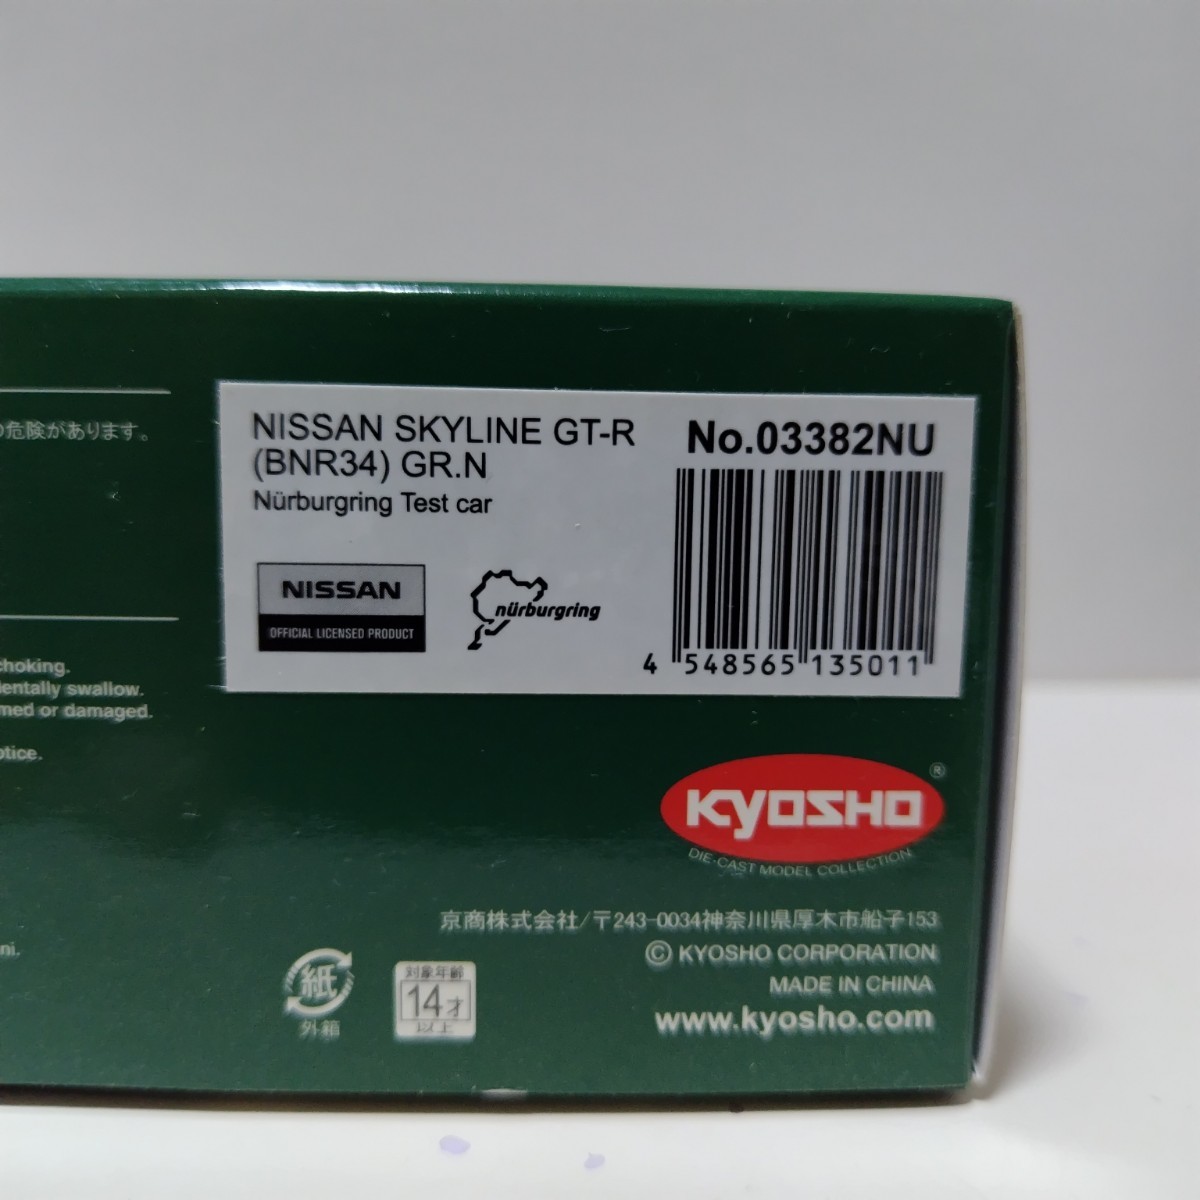 の危険があります。
choking.
dentally swallow.
med or damaged.
otice.
ni.
NISSAN SKYLINE GT-R
(BNR34) GR.N
Nürburgring Test car
No.03382NU
NISSAN
OFFICIAL LICENSED PRODUCT
nürburgring
4 548565 135011
KYOSHO ®
DIE-CAST MODEL COLLECTION
京商株式会社/〒243-0034神奈川県厚木市船子153
© KYOSHO CORPORATION
MADE IN CHINA
www.kyosho.com
紙
外箱
対象年齢
14才
以上